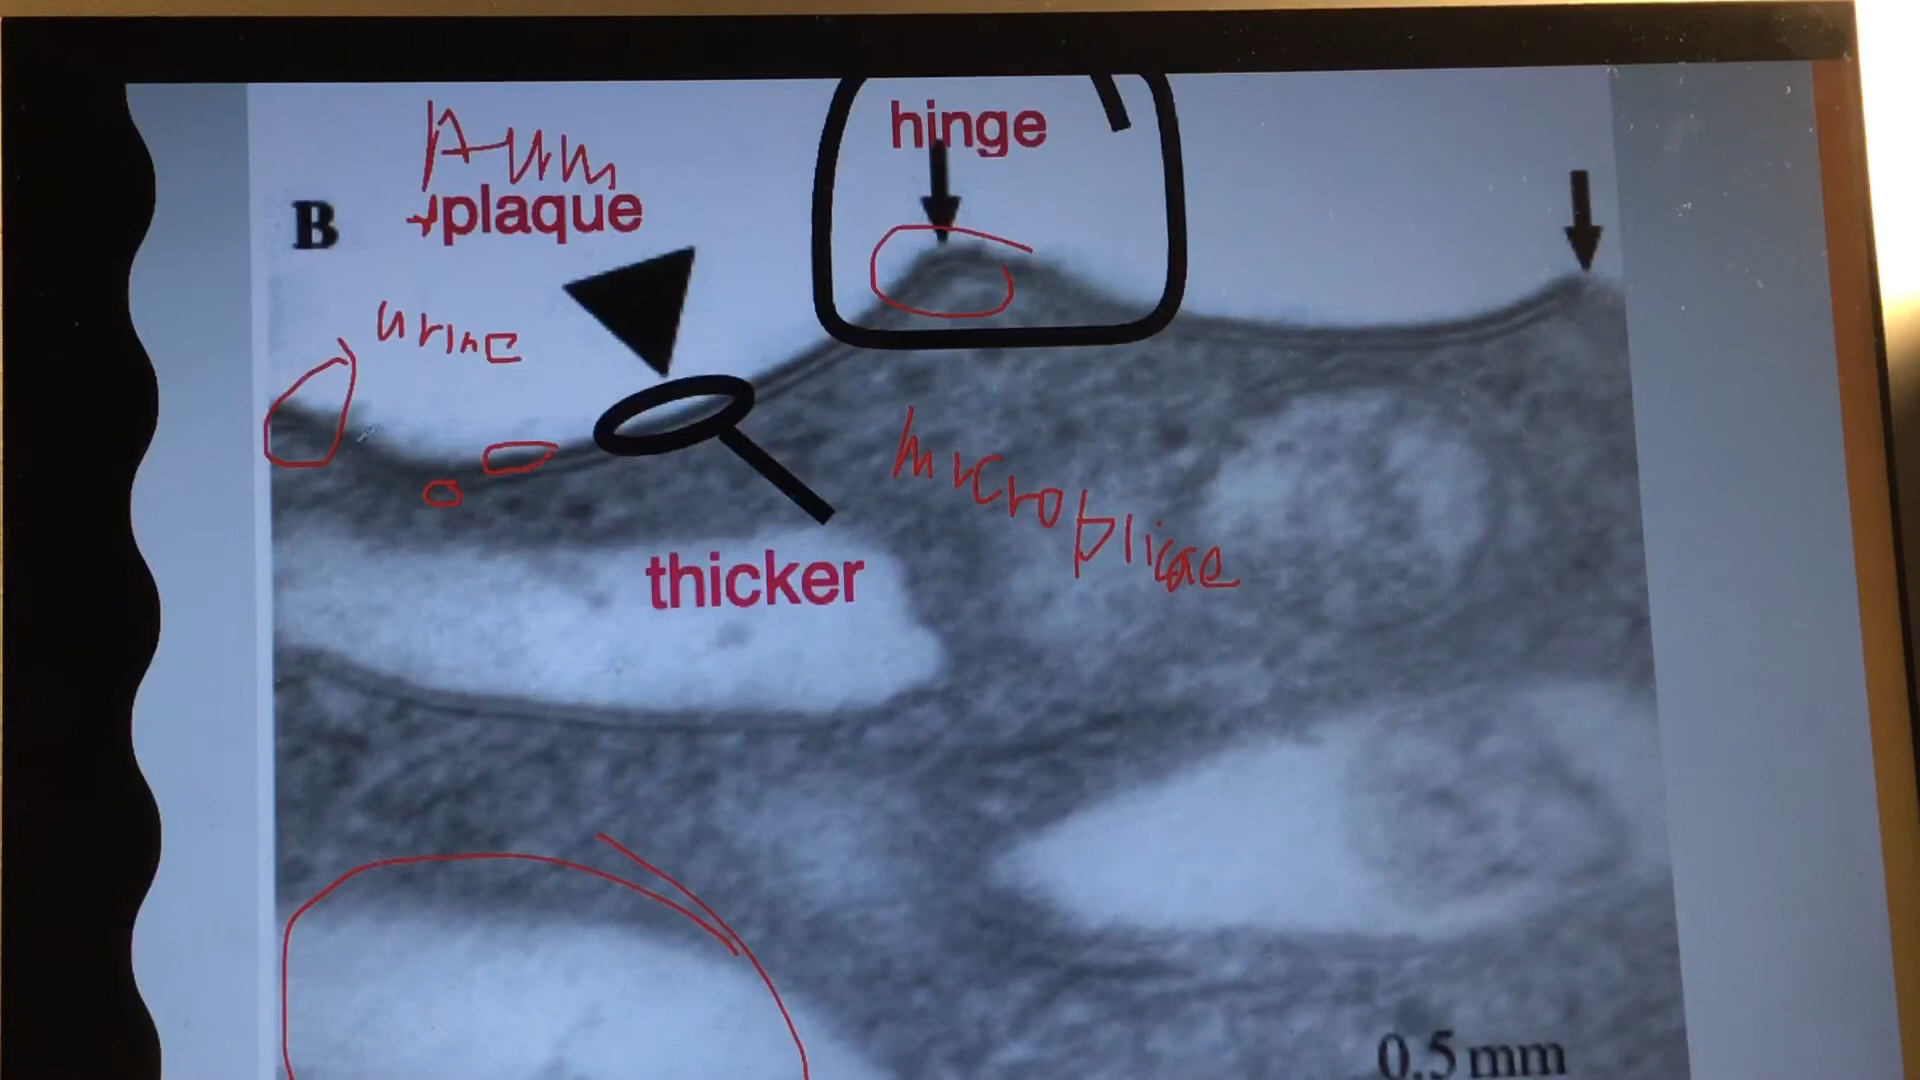 hinge
AUM
+plaque
B
urine
microplicae
thicker
0.5 mm